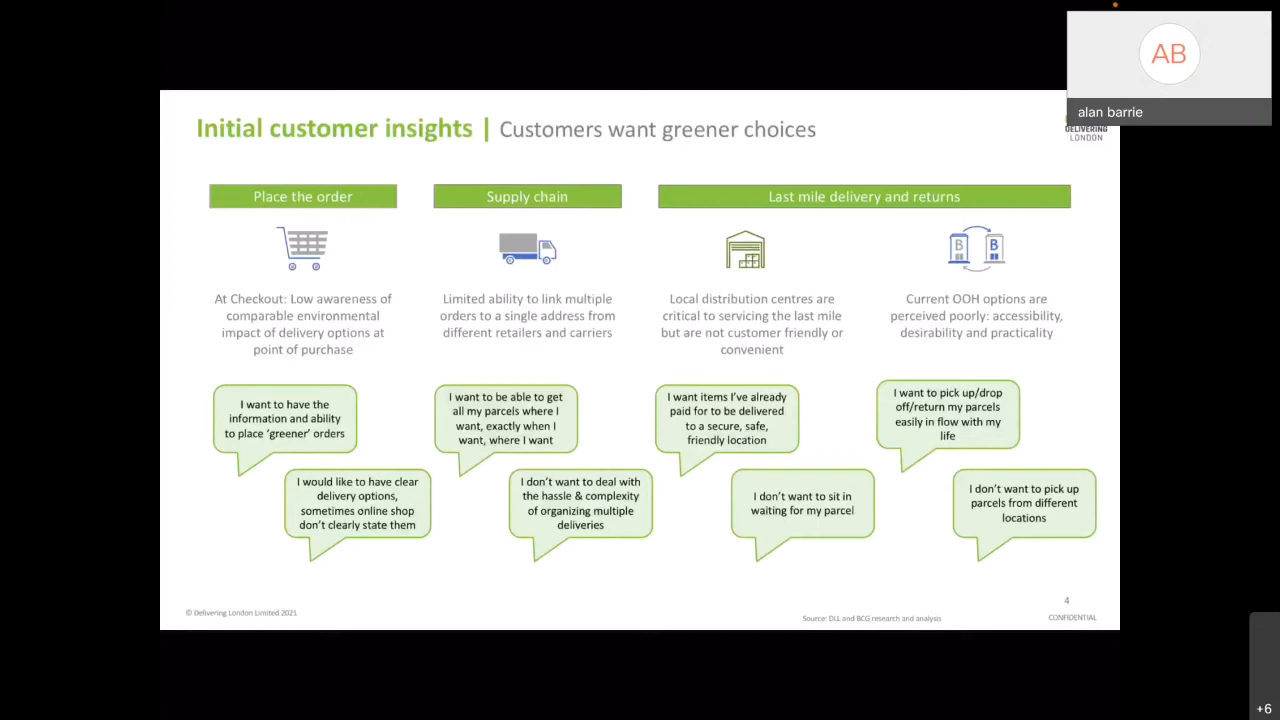 AB
alan barrie
Initial customer insights | Customers want greener choices
DELIVERING
LONDON
Place the order
Supply chain
Last mile delivery and returns
B
B
At Checkout: Low awareness of
comparable environmental
impact of delivery options at
point of purchase
Limited ability to link multiple
orders to a single address from
different retailers and carriers
Local distribution centres are
critical to servicing the last mile
but are not customer friendly or
convenient
Current OOH options are
perceived poorly: accessibility,
desirability and practicality
I want to have the
information and ability
to place ‘greener’ orders
I want to be able to get
all my parcels where I
want, exactly when I
want, where I want
I want items I’ve already
paid for to be delivered
to a secure, safe,
friendly location
I want to pick up/drop
off/return my parcels
easily in flow with my
life
I would like to have clear
delivery options,
sometimes online shop
don’t clearly state them
I don’t want to deal with
the hassle & complexity
of organizing multiple
deliveries
I don’t want to sit in
waiting for my parcel
I don’t want to pick up
parcels from different
locations
© Delivering London Limited 2021
Source: DLL and BCG research and analysis
4
CONFIDENTIAL
+6